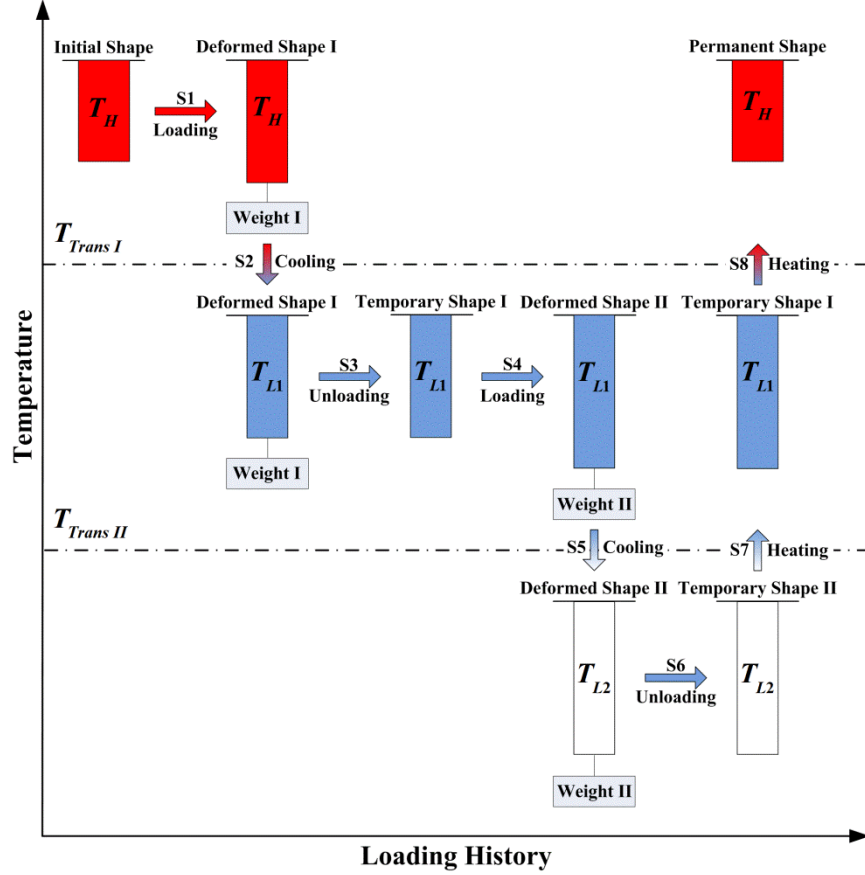 Initial Shape
Deformed Shape I
Permanent Shape
T_H
S1
Loading
T_H
T_H
Weight I
T_Trans I
S2
Cooling
S8
Heating
Deformed Shape I
Temporary Shape I
Deformed Shape II
Temporary Shape I
T_L1
S3
Unloading
T_L1
S4
Loading
T_L1
T_L1
Weight I
Weight II
T_Trans II
S5
Cooling
S7
Heating
Deformed Shape II
Temporary Shape II
T_L2
S6
Unloading
T_L2
Weight II
Temperature
Loading History